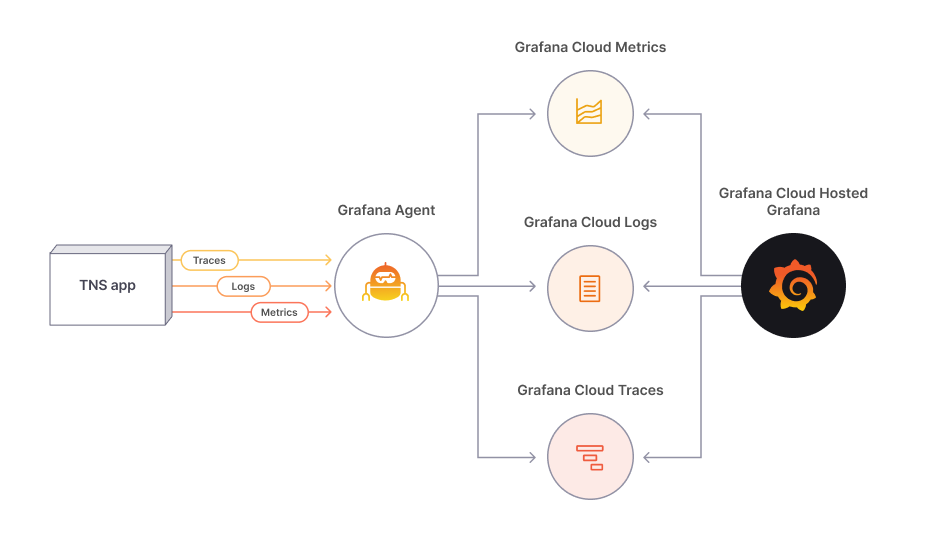 Grafana Cloud Metrics
Grafana Cloud Hosted
Grafana
Grafana Agent
Grafana Cloud Logs
TNS app
Traces
Logs
Metrics
Grafana Cloud Traces